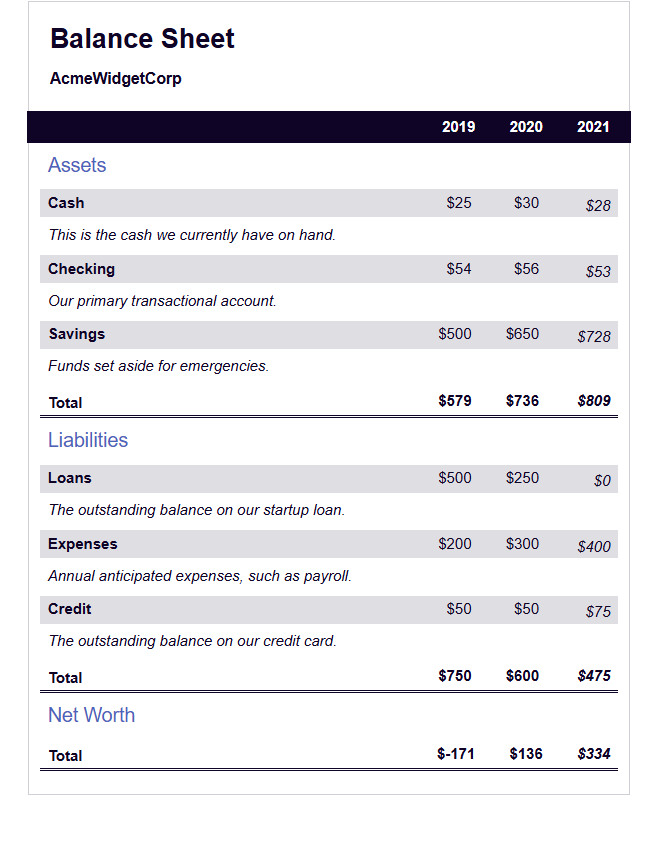 Balance Sheet
AcmeWidgetCorp
2019 2020 2021
Assets
Cash $25 $30 $28
This is the cash we currently have on hand.
Checking $54 $56 $53
Our primary transactional account.
Savings $500 $650 $728
Funds set aside for emergencies.
Total $579 $736 $809
Liabilities
Loans $500 $250 $0
The outstanding balance on our startup loan.
Expenses $200 $300 $400
Annual anticipated expenses, such as payroll.
Credit $50 $50 $75
The outstanding balance on our credit card.
Total $750 $600 $475
Net Worth
Total $-171 $136 $334